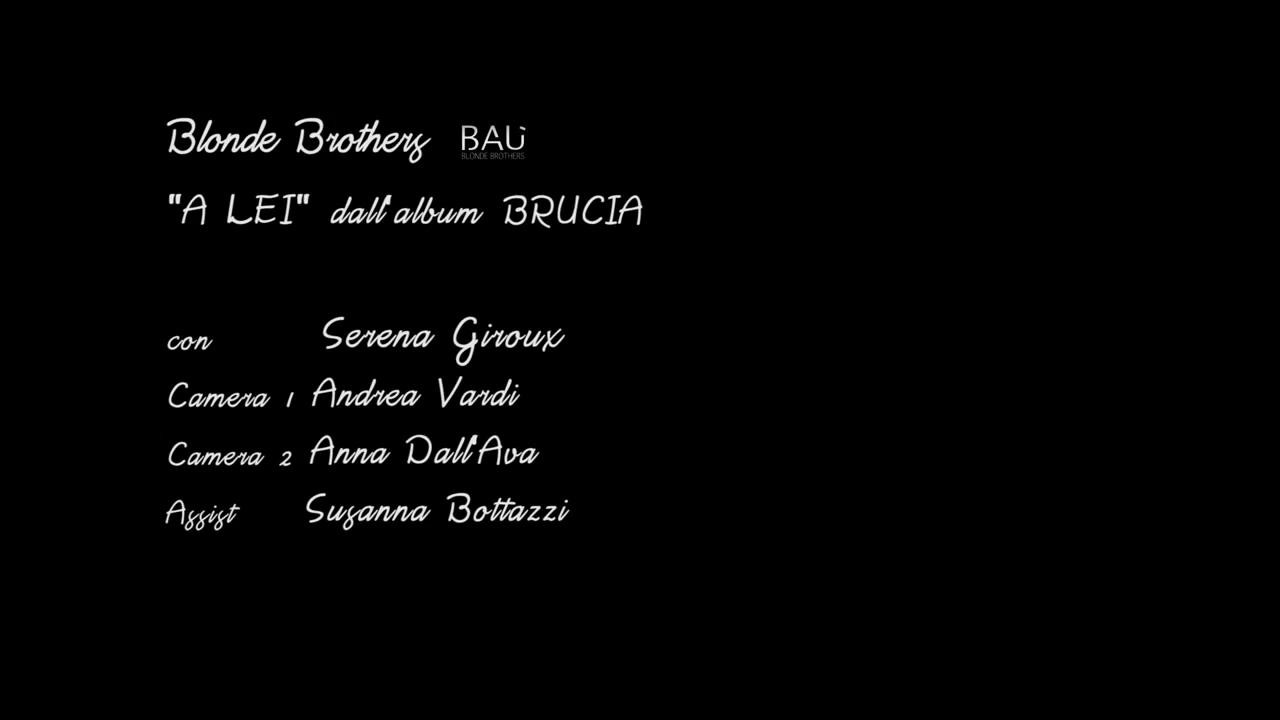 Blonde Brothers BAÙ
BLONDE BROTHERS
"A LEI" dall'album BRUCIA
con Serena Giroux
Camera 1 Andrea Vardi
Camera 2 Anna Dall'Ava
Assist Susanna Bottazzi